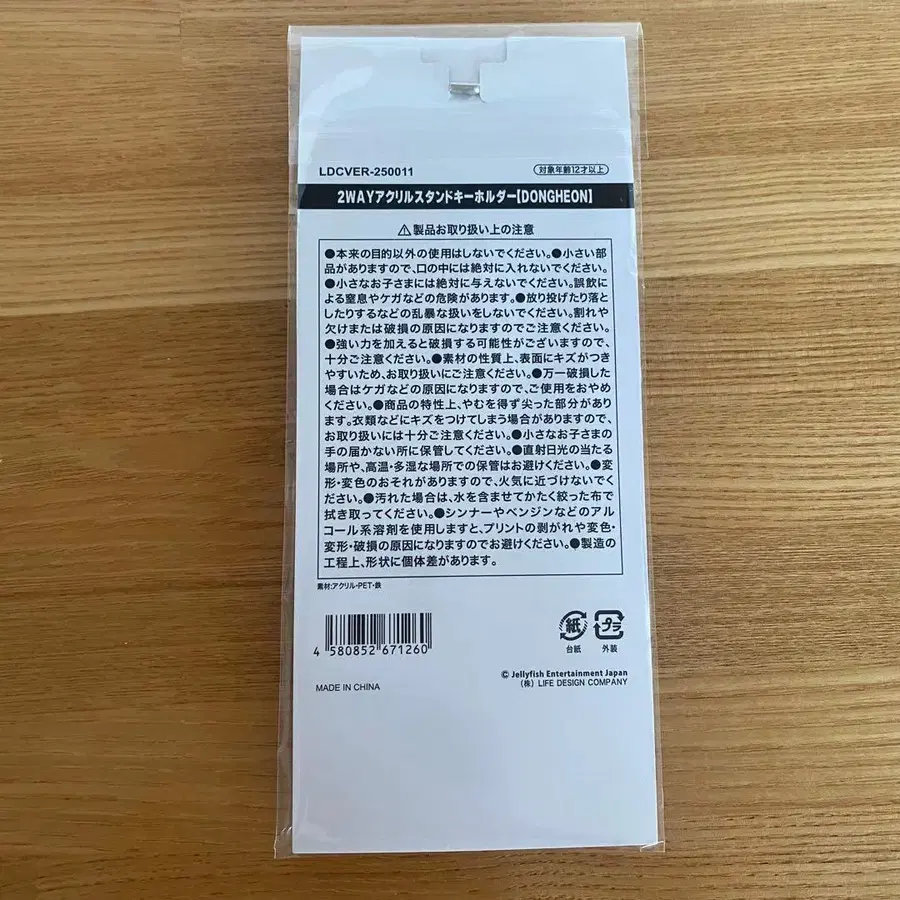 LDCVER-250011
対象年齢12才以上
2WAYアクリルスタンドキーホルダー【DONGHEON】
⚠製品お取り扱い上の注意
●本来の目的以外の使用はしないでください。●小さい部
品がありますので、口の中には絶対に入れないでください。
●小さなお子さまには絶対に与えないでください。誤飲
による窒息やケガなどの危険があります。●放り投げたり落と
したりするなどの乱暴な扱いをしないでください。割れや
欠けまたは破損の原因になりますのでご注意ください。
●強い力を加えると破損する可能性がございますので、
十分ご注意ください。●素材の性質上、表面にキズがつき
やすいため、お取り扱いにご注意ください。●万一破損した
場合はケガなどの原因になりますので、ご使用をおやめ
ください。●商品の特性上、やむを得ず尖った部分があり
ます。衣類などにキズをつけてしまう場合がありますので、
お取り扱いには十分ご注意ください。●小さなお子さまの
手の届かない所に保管してください。●直射日光の当たる
場所や、高温・多湿な場所での保管はお避けください。●変
形・変色のおそれがありますので、火気に近づけないでくだ
さい。●汚れた場合は、水を含ませてかたく絞った布で
拭き取ってください。●シンナーやベンジンなどのアル
コール系溶剤を使用しますと、プリントの剥がれや変色・
変形・破損の原因になりますのでお避けください。●製造の
工程上、形状に個体差があります。
素材:アクリル・PET・鉄
4 580852 671260
紙
台紙
プラ
外装
MADE IN CHINA
© Jellyfish Entertainment Japan
(株) LIFE DESIGN COMPANY